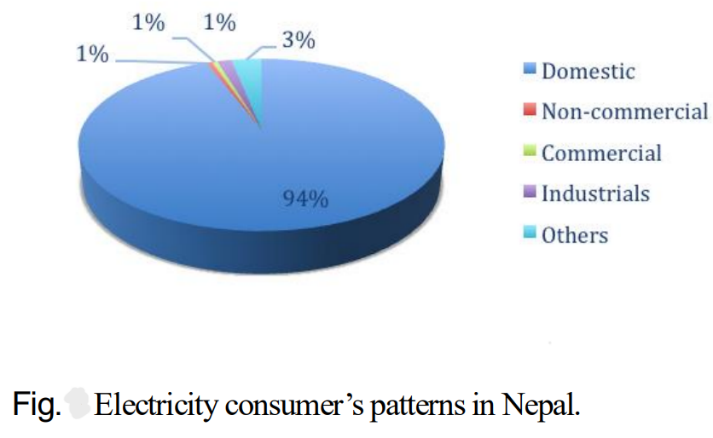 1%
1%
1%
3%
94%
Domestic
Non-commercial
Commercial
Industrials
Others
Fig. Electricity consumer’s patterns in Nepal.